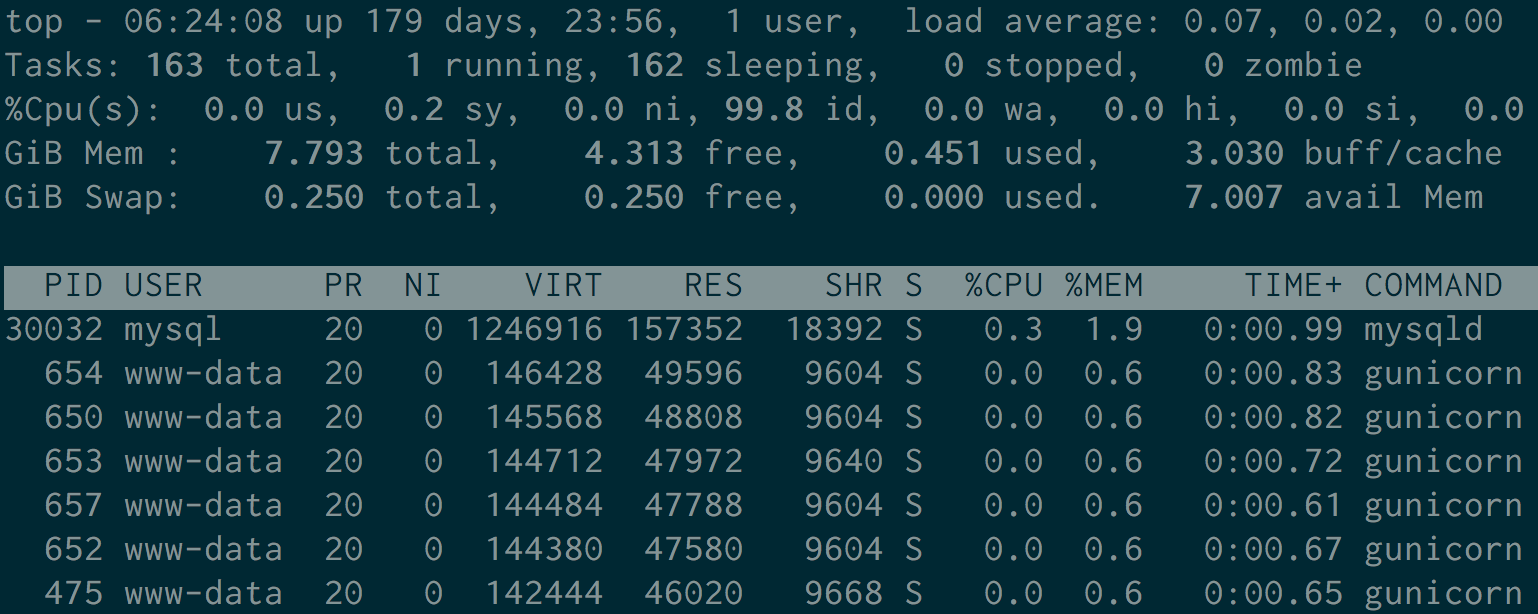 top - 06:24:08 up 179 days, 23:56,  1 user,  load average: 0.07, 0.02, 0.00
Tasks: 163 total,   1 running, 162 sleeping,   0 stopped,   0 zombie
%Cpu(s):  0.0 us,  0.2 sy,  0.0 ni, 99.8 id,  0.0 wa,  0.0 hi,  0.0 si,  0.0
GiB Mem :    7.793 total,    4.313 free,    0.451 used,    3.030 buff/cache
GiB Swap:    0.250 total,    0.250 free,    0.000 used.    7.007 avail Mem
  PID USER      PR  NI    VIRT    RES    SHR S  %CPU %MEM     TIME+ COMMAND
30032 mysql     20   0 1246916 157352  18392 S   0.3  1.9   0:00.99 mysqld
  654 www-data  20   0  146428  49596   9604 S   0.0  0.6   0:00.83 gunicorn
  650 www-data  20   0  145568  48808   9604 S   0.0  0.6   0:00.82 gunicorn
  653 www-data  20   0  144712  47972   9640 S   0.0  0.6   0:00.72 gunicorn
  657 www-data  20   0  144484  47788   9604 S   0.0  0.6   0:00.61 gunicorn
  652 www-data  20   0  144380  47580   9604 S   0.0  0.6   0:00.67 gunicorn
  475 www-data  20   0  142444  46020   9668 S   0.0  0.6   0:00.65 gunicorn